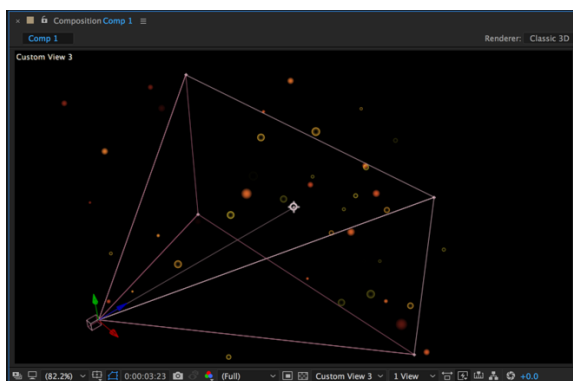 Composition Comp 1
Comp 1
Renderer: Classic 3D
Custom View 3
(82.2%) 0:00:03:23 (Full) Custom View 3 1 View +0.0